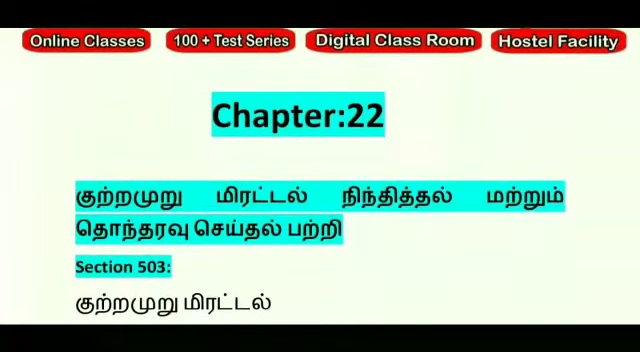 Online Classes 100 + Test Series Digital Class Room Hostel Facility
Chapter:22
குற்றமுறு மிரட்டல் நிந்தித்தல் மற்றும்
தொந்தரவு செய்தல் பற்றி
Section 503:
குற்றமுறு மிரட்டல்